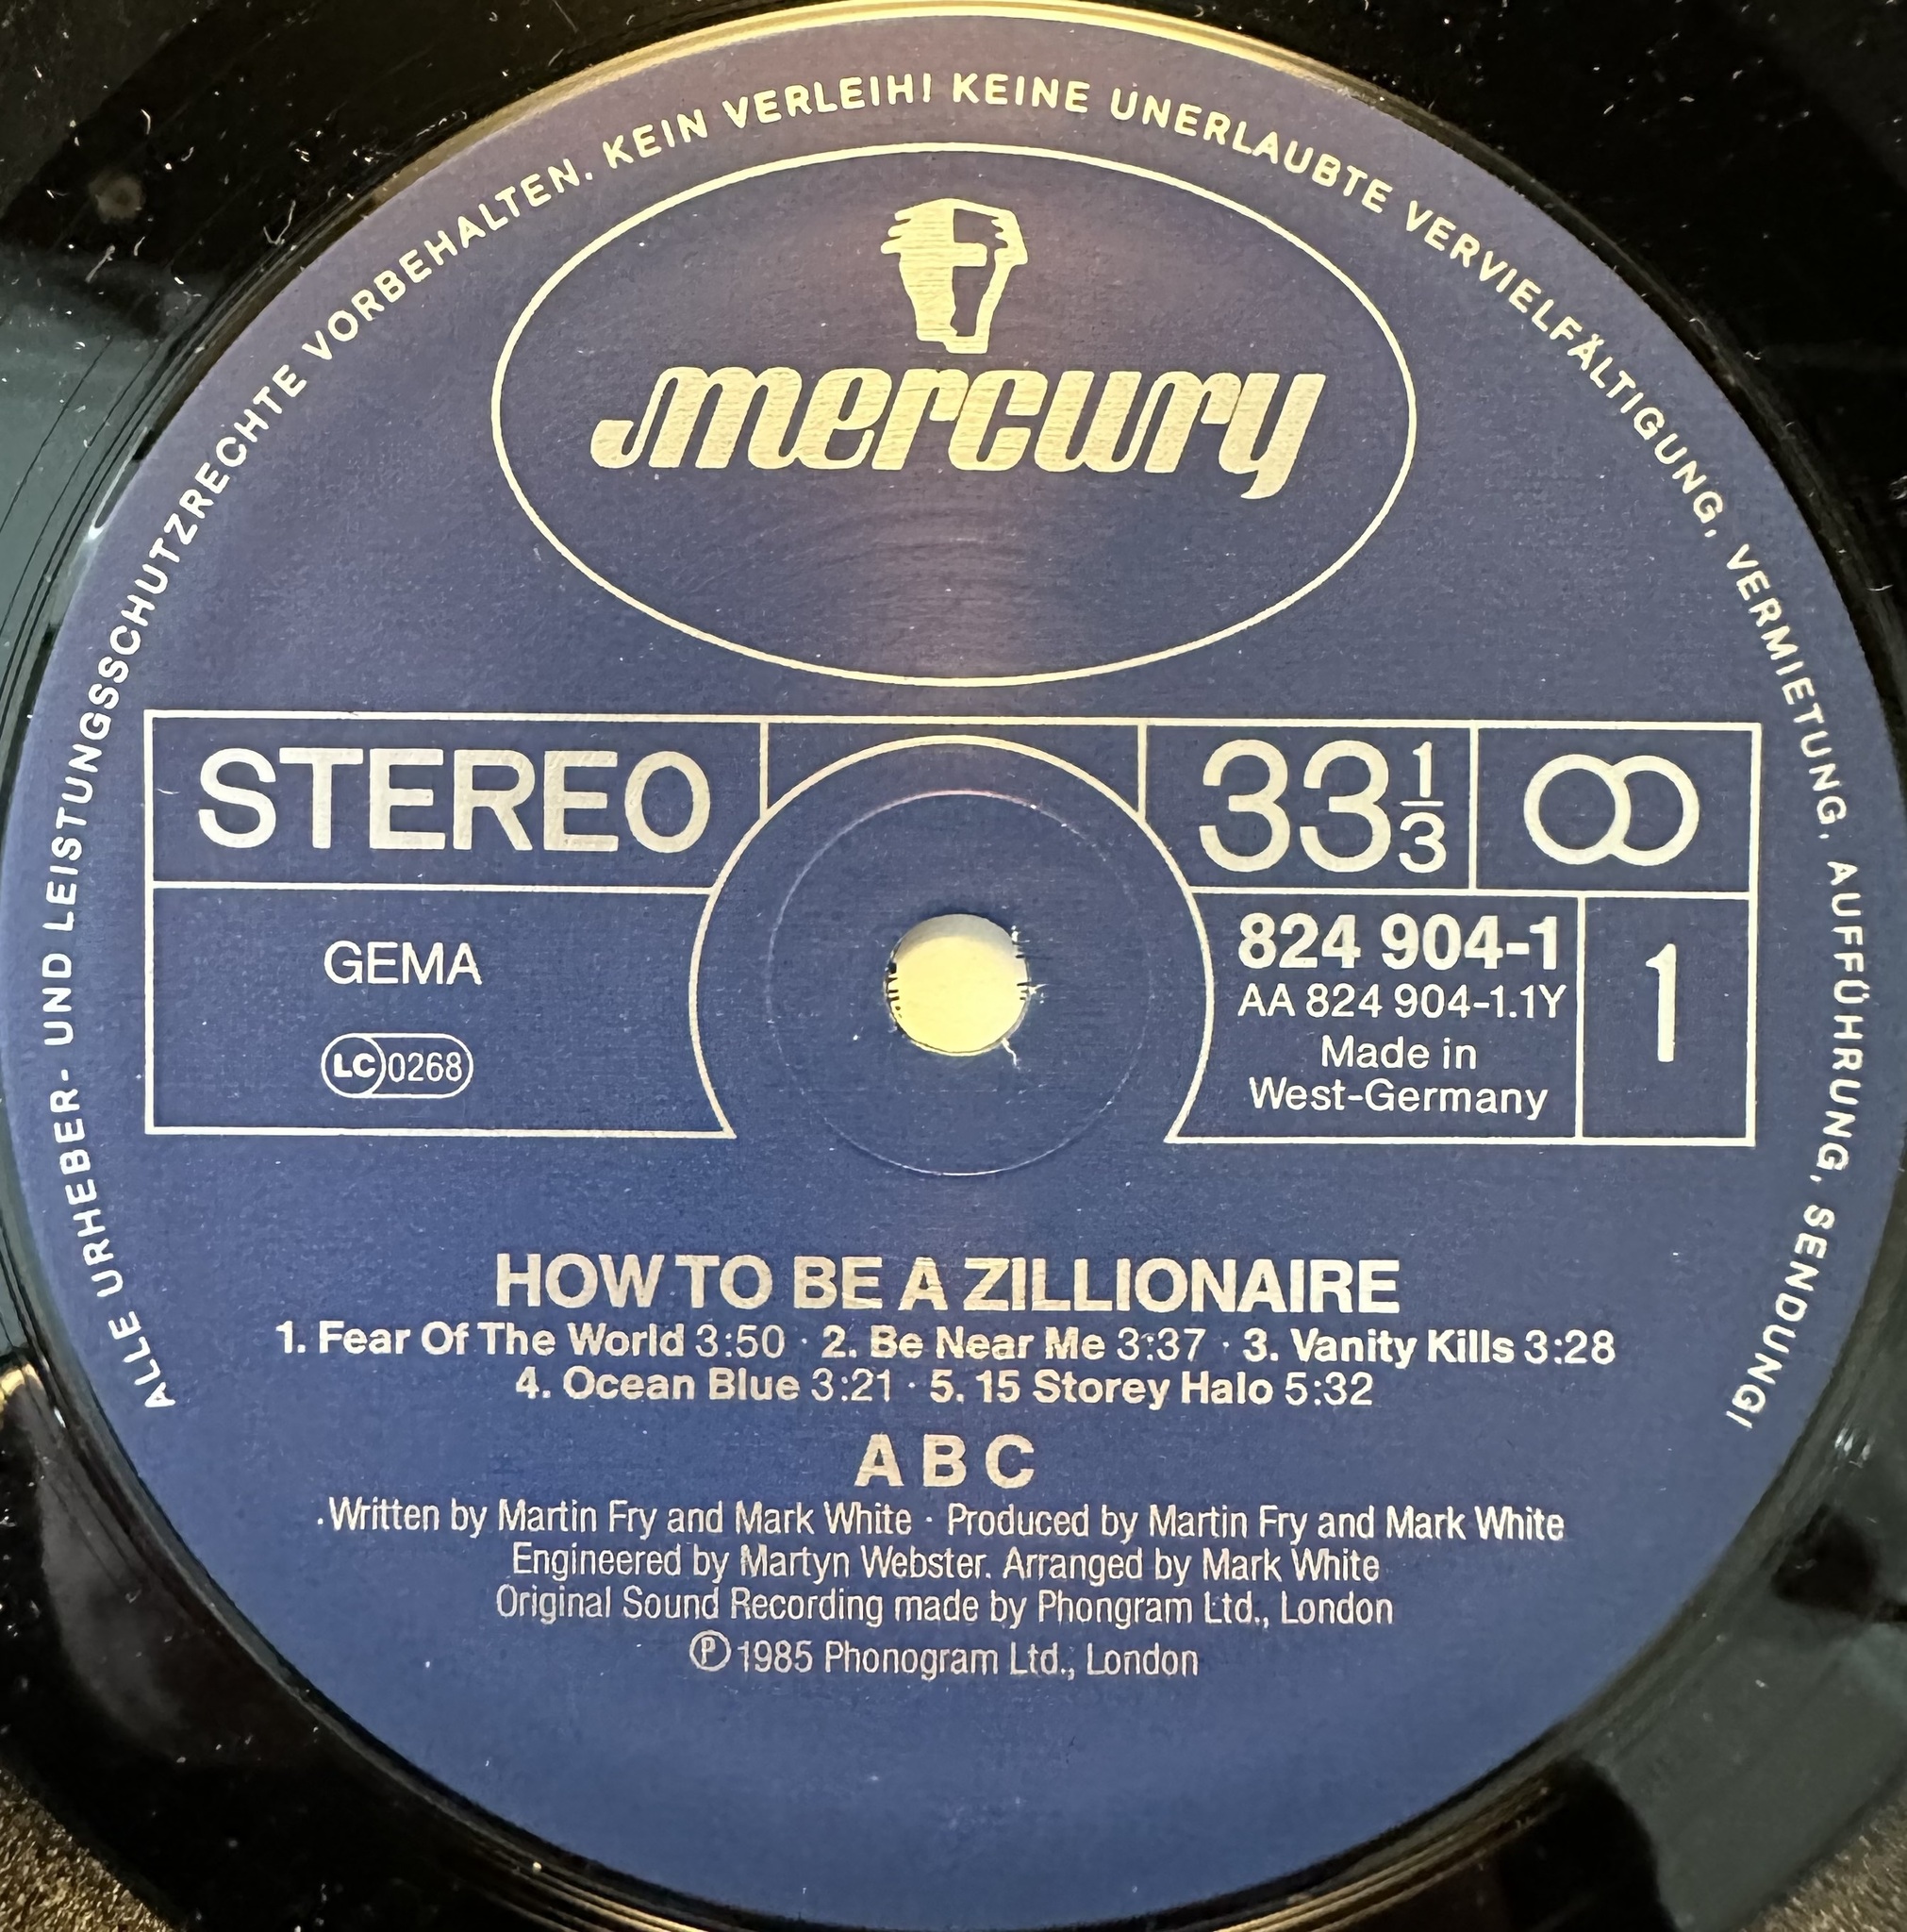 ALLE URHEBER- UND LEISTUNGSSCHUTZRECHTE VORBEHALTEN. KEIN VERLEIH! KEINE UNERLAUBTE VERVIELFÄLTIGUNG, VERMIETUNG, AUFFÜHRUNG, SENDUNG!
mercury
STEREO
33 1/3
GEMA
LC 0268
824 904-1
AA 824 904-1.1Y
Made in
West-Germany
1
HOW TO BE A ZILLIONAIRE
1. Fear Of The World 3:50 · 2. Be Near Me 3:37 · 3. Vanity Kills 3:28
4. Ocean Blue 3:21 · 5. 15 Storey Halo 5:32
ABC
Written by Martin Fry and Mark White · Produced by Martin Fry and Mark White
Engineered by Martyn Webster. Arranged by Mark White
Original Sound Recording made by Phongram Ltd., London
℗ 1985 Phonogram Ltd., London